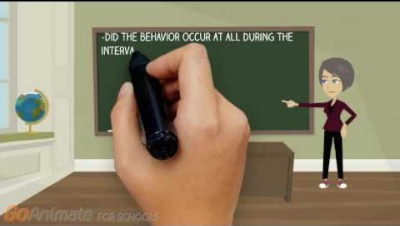 -DID THE BEHAVIOR OCCUR AT ALL DURING THE
INTERVA
GOAnimate FOR SCHOOLS